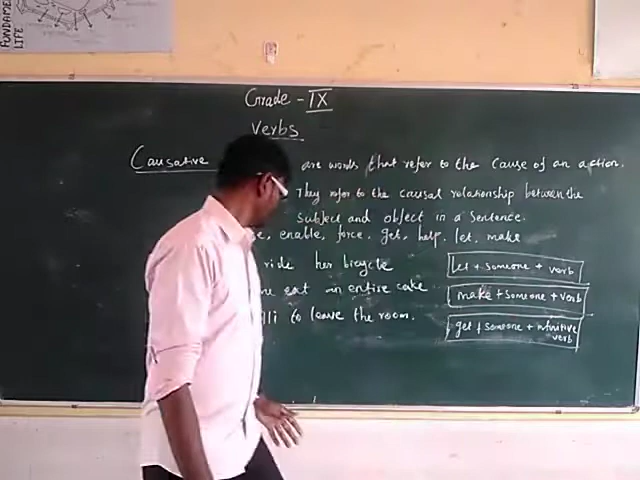 FUNDAMEN
LIFE
Grade - IX
Verbs
Causative are words that refer to the cause of an action.
They refer to the causal relationship between the
subject and object in a sentence.
enable, force, get, help, let, make
ride her bicycle
let + someone + verb
eat an entire cake
make + someone + verb
to leave the room.
get + someone + infinitive
verb